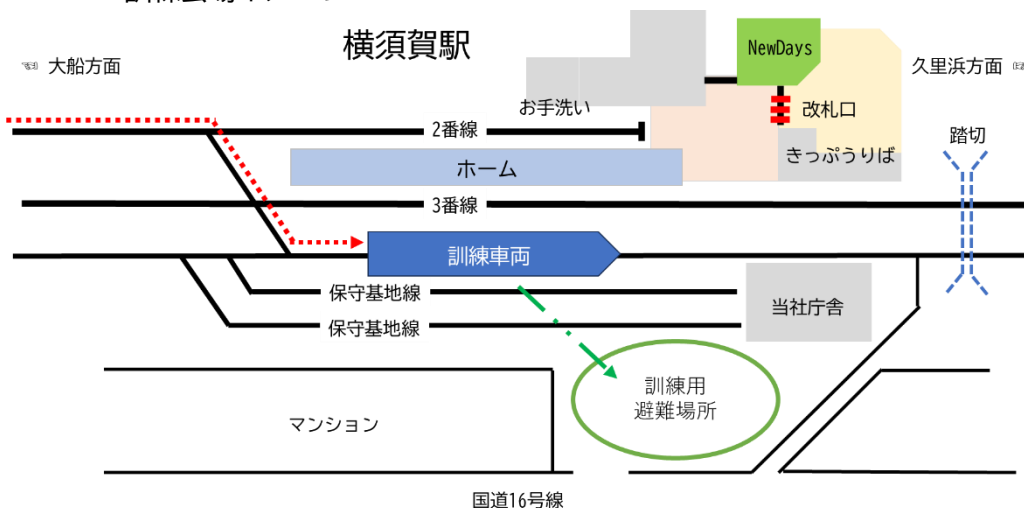 横須賀駅
NewDays
大船方面
久里浜方面
お手洗い
改札口
2番線
踏切
きっぷうりば
ホーム
3番線
訓練車両
保守基地線
当社庁舎
保守基地線
訓練用
避難場所
マンション
国道16号線